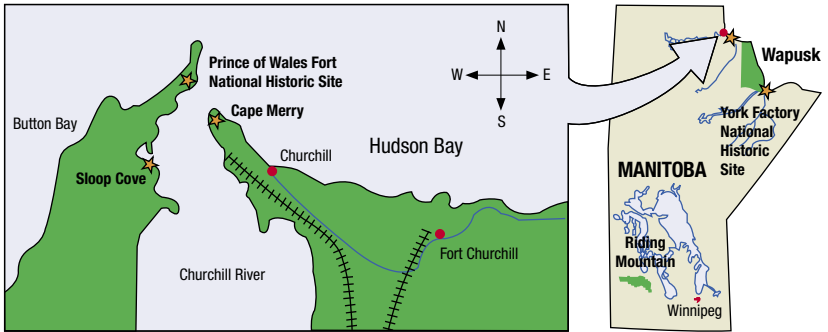 Prince of Wales Fort
National Historic Site
Cape Merry
Button Bay
Sloop Cove
Churchill
Hudson Bay
Churchill River
Fort Churchill
N
W
E
S
Wapusk
York Factory
National
Historic
Site
MANITOBA
Riding
Mountain
Winnipeg